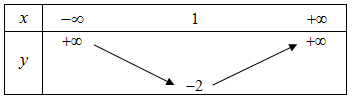 x −∞ 1 +∞
+∞ +∞
y
−2